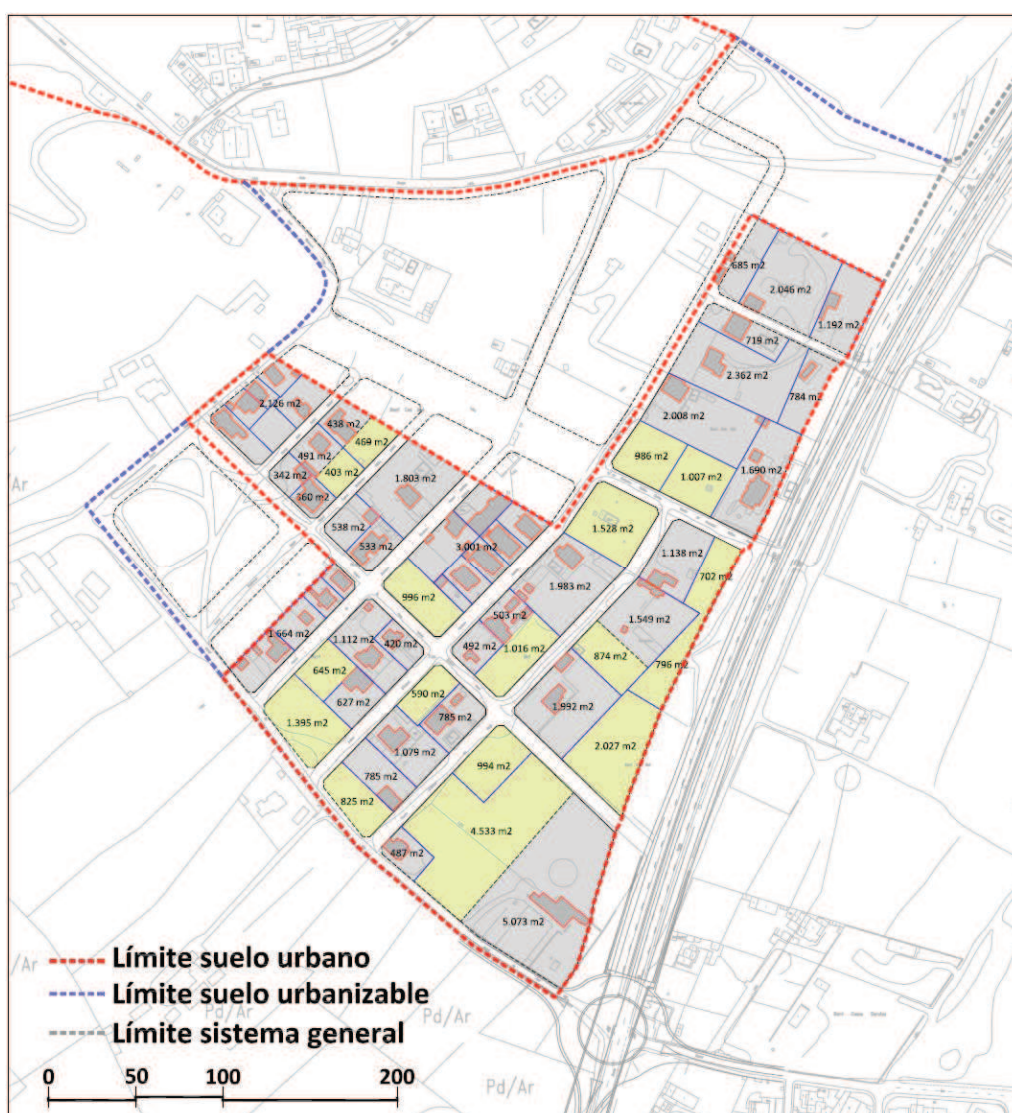 685 m2
2.046 m2
1.192 m2
719 m2
2.362 m2
784 m2
2.008 m2
986 m2
1.007 m2
1.690 m2
2.126 m2
438 m2
469 m2
491 m2
403 m2
342 m2
360 m2
1.803 m2
538 m2
533 m2
3.001 m2
1.528 m2
1.138 m2
702 m2
996 m2
1.983 m2
503 m2
1.549 m2
492 m2
1.016 m2
874 m2
796 m2
1.664 m2
1.112 m2
420 m2
645 m2
627 m2
590 m2
785 m2
1.992 m2
1.395 m2
2.027 m2
1.079 m2
994 m2
785 m2
825 m2
4.533 m2
487 m2
5.073 m2
/Ar
/Ar
Límite suelo urbano
Límite suelo urbanizable
Límite sistema general
Pd/Ar
Pd/Ar
Pd/Ar
0 50 100 200